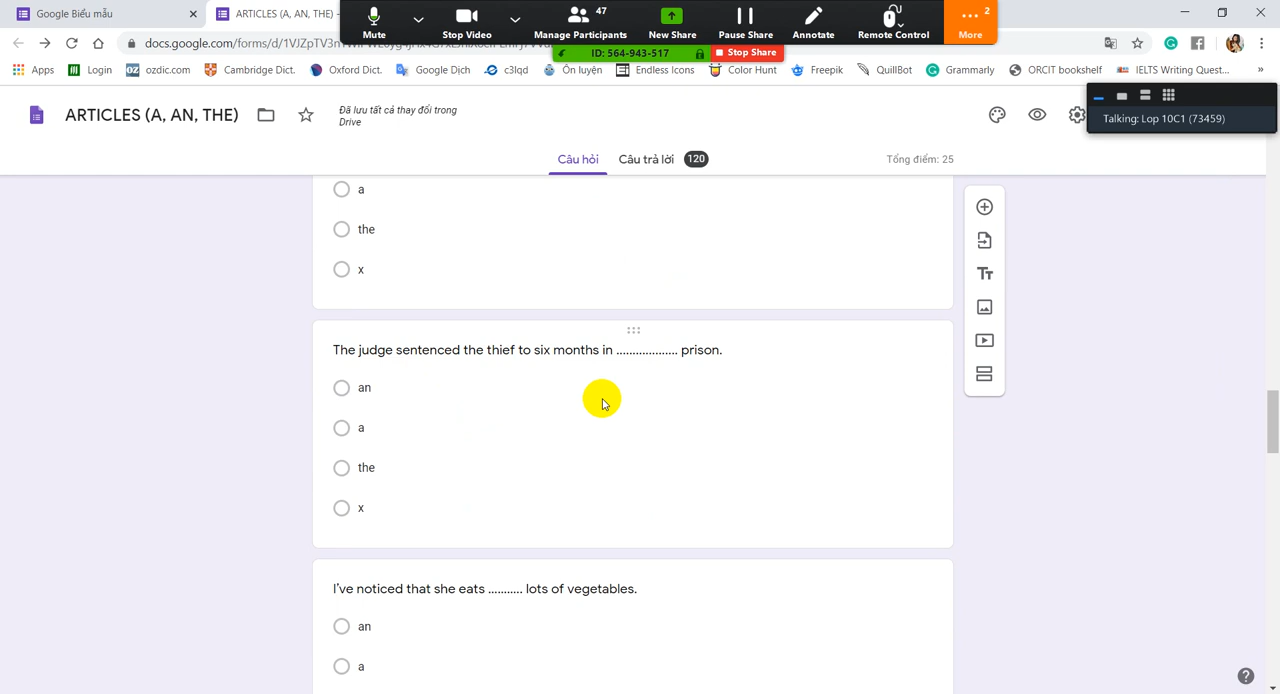 Google Biểu mẫu
ARTICLES (A, AN, THE) -
Mute
Stop Video
47
Manage Participants
New Share
Pause Share
Annotate
Remote Control
2
More
ID: 564-943-517
Stop Share
Apps
Login
ozdic.com
Cambridge Dict.
Oxford Dict.
Google Dịch
c3lqd
Ôn luyện
Endless Icons
Color Hunt
Freepik
QuillBot
Grammarly
ORCIT bookshelf
IELTS Writing Quest...
»
Talking: Lop 10C1 (73459)
ARTICLES (A, AN, THE)
Đã lưu tất cả thay đổi trong
Drive
Câu hỏi
Câu trả lời 120
Tổng điểm: 25
a
the
x
The judge sentenced the thief to six months in ................... prison.
an
a
the
x
I've noticed that she eats ........... lots of vegetables.
an
a